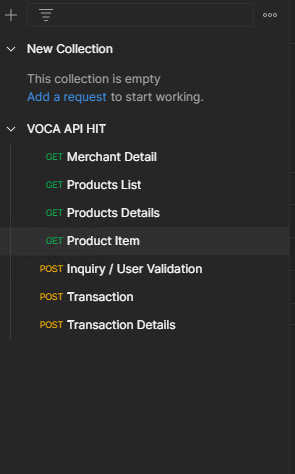 New Collection
This collection is empty
Add a request to start working.
VOCA API HIT
GET Merchant Detail
GET Products List
GET Products Details
GET Product Item
POST Inquiry / User Validation
POST Transaction
POST Transaction Details